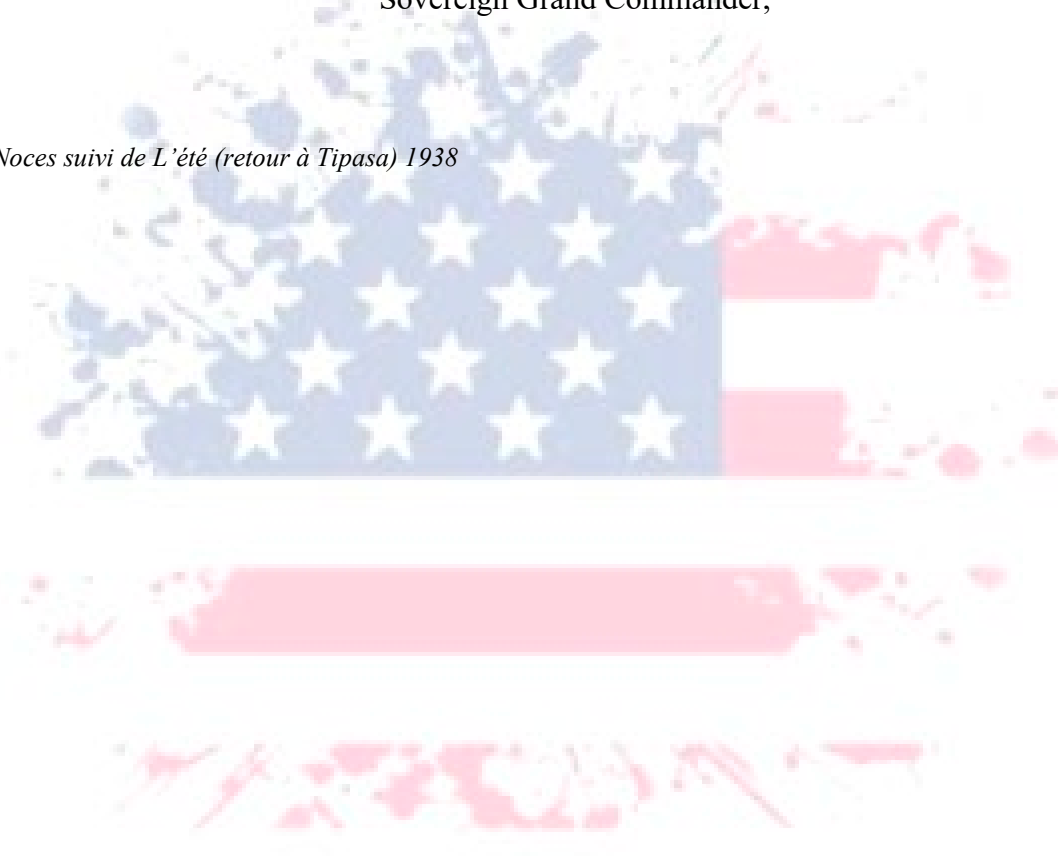 Sovereign Grand Commander,
Noces suivi de L’été (retour à Tipasa) 1938